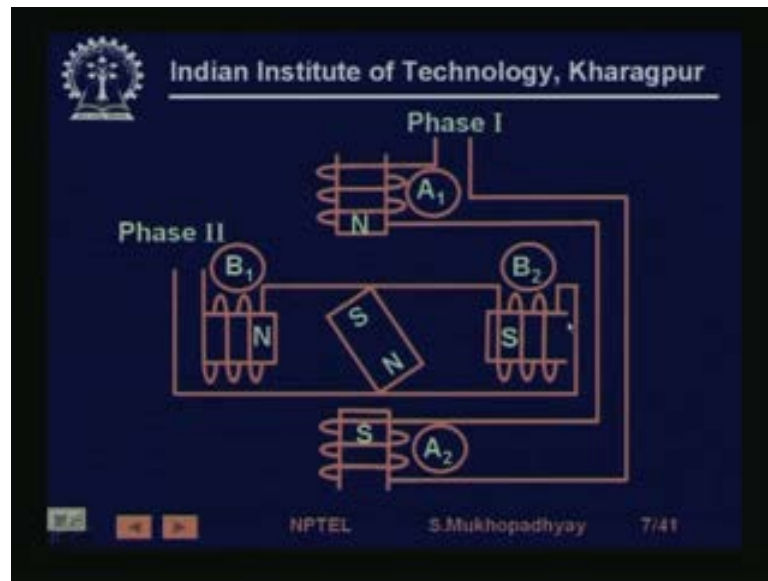 Indian Institute of Technology, Kharagpur
Phase I
A1
N
Phase II
B1
B2
N
S
N
S
S
A2
NPTEL S.Mukhopadhyay 7/41